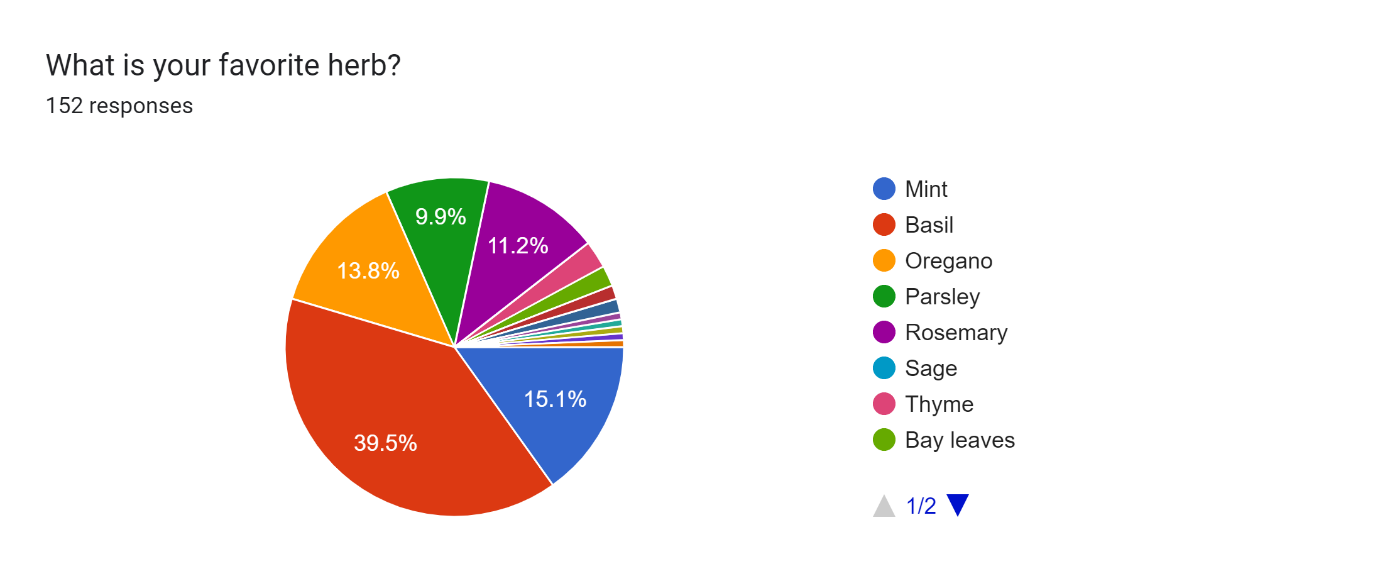 What is your favorite herb?
152 responses
9.9%
11.2%
13.8%
15.1%
39.5%
Mint
Basil
Oregano
Parsley
Rosemary
Sage
Thyme
Bay leaves
1/2